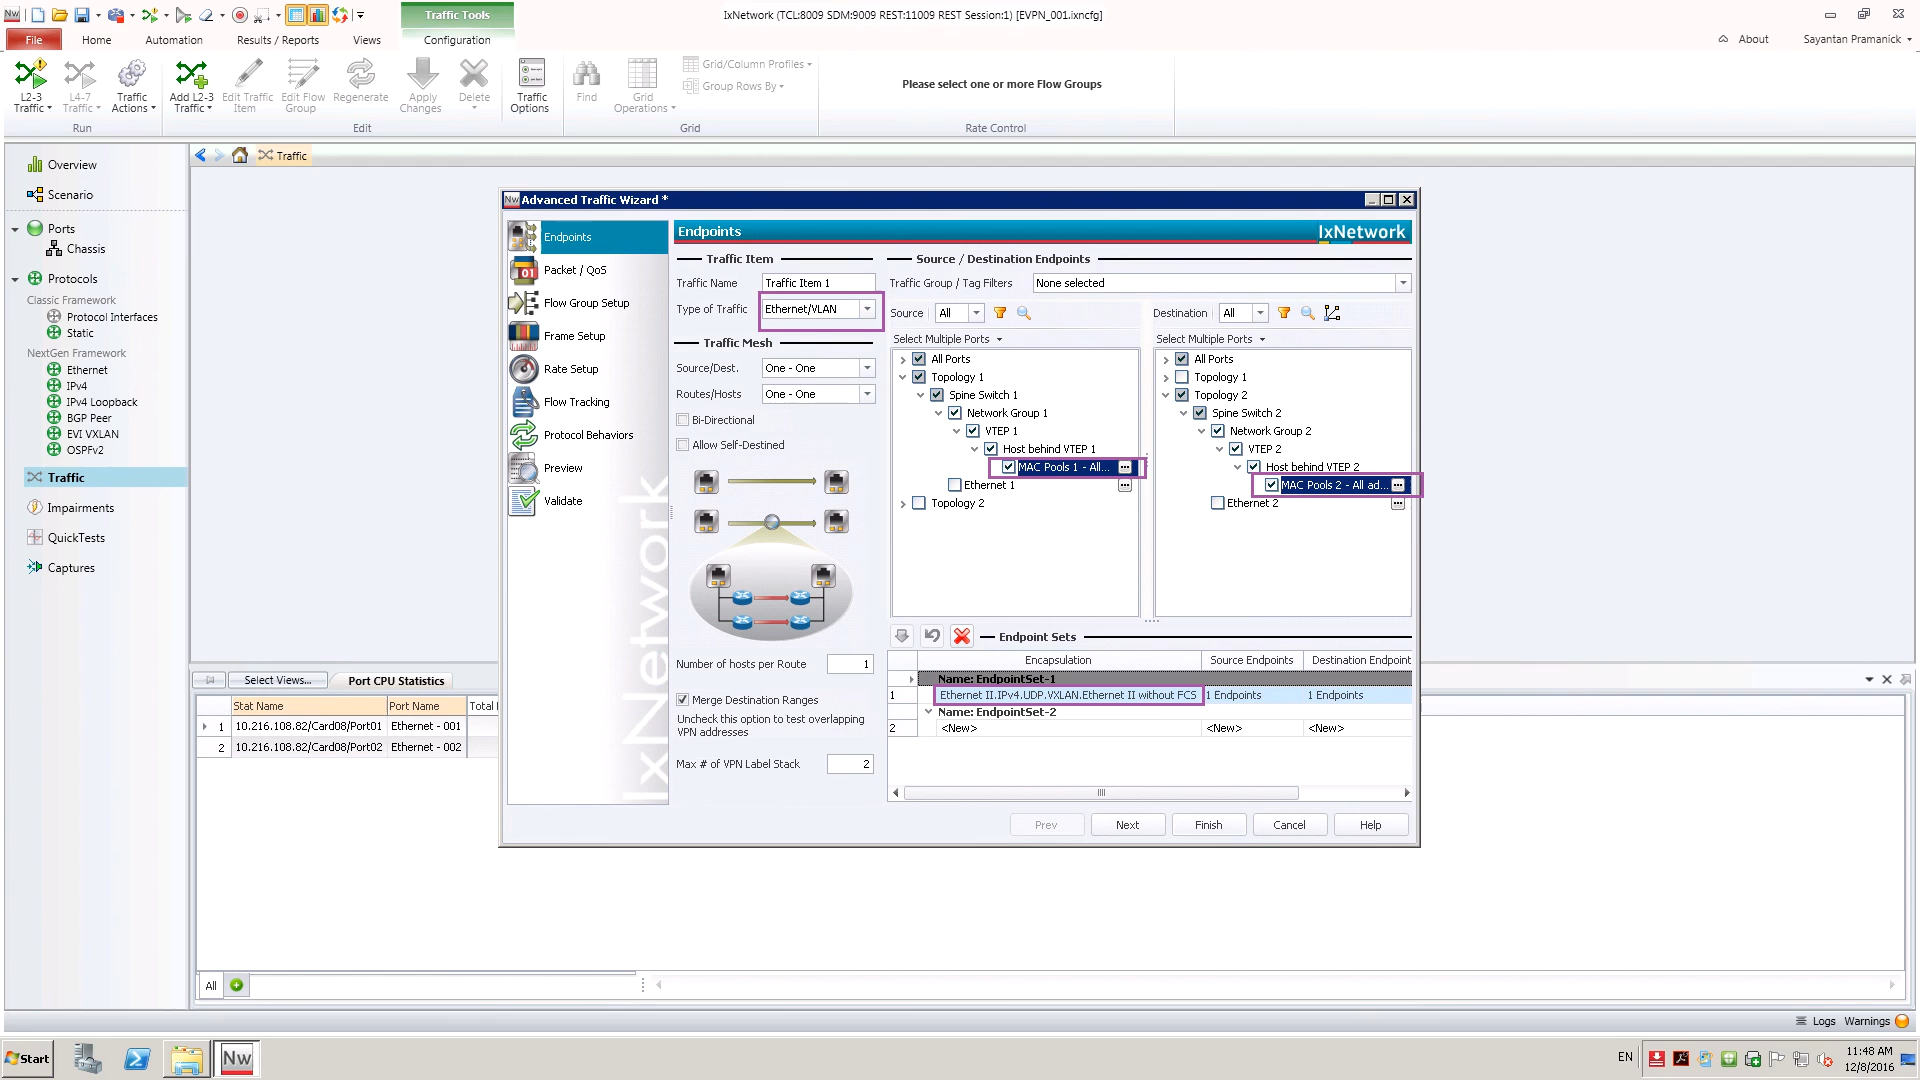 Traffic Tools
IxNetwork (TCL:8009 SDM:9009 REST:11009 REST Session:1) [EVPN_001.ixncfg]
File Home Automation Results / Reports Views Configuration About Sayantan Pramanick
L2-3 Traffic
L4-7 Traffic
Traffic Actions
Add L2-3 Traffic
Edit Traffic Item
Edit Flow Group
Regenerate
Apply Changes
Delete
Traffic Options
Find
Grid Operations
Grid/Column Profiles
Group Rows By
Please select one or more Flow Groups
Run Edit Grid Rate Control
Overview
Scenario
Ports
Chassis
Protocols
Classic Framework
Protocol Interfaces
Static
NextGen Framework
Ethernet
IPv4
IPv4 Loopback
BGP Peer
EVI VXLAN
OSPFv2
Traffic
Impairments
QuickTests
Captures
Traffic
Nw Advanced Traffic Wizard *
Endpoints
Packet / QoS
Flow Group Setup
Frame Setup
Rate Setup
Flow Tracking
Protocol Behaviors
Preview
Validate
IxNetwork
Endpoints IxNetwork
Traffic Item
Traffic Name Traffic Item 1
Type of Traffic Ethernet/VLAN
Traffic Mesh
Source/Dest. One - One
Routes/Hosts One - One
Bi-Directional
Allow Self-Destined
Number of hosts per Route 1
Merge Destination Ranges
Uncheck this option to test overlapping
VPN addresses
Max # of VPN Label Stack 2
Source / Destination Endpoints
Traffic Group / Tag Filters None selected
Source All
Select Multiple Ports
All Ports
Topology 1
Spine Switch 1
Network Group 1
VTEP 1
Host behind VTEP 1
MAC Pools 1 - All...
Ethernet 1
Topology 2
Destination All
Select Multiple Ports
All Ports
Topology 1
Topology 2
Spine Switch 2
Network Group 2
VTEP 2
Host behind VTEP 2
MAC Pools 2 - All ad...
Ethernet 2
Endpoint Sets
Encapsulation Source Endpoints Destination Endpoint
Name: EndpointSet-1
1 Ethernet II.IPv4.UDP.VXLAN.Ethernet II without FCS 1 Endpoints 1 Endpoints
Name: EndpointSet-2
2 <New> <New> <New>
Prev Next Finish Cancel Help
Select Views... Port CPU Statistics
Stat Name Port Name Total
1 10.216.108.82/Card08/Port01 Ethernet - 001
2 10.216.108.82/Card08/Port02 Ethernet - 002
All
Logs Warnings
Start Nw EN 11:48 AM
12/8/2016